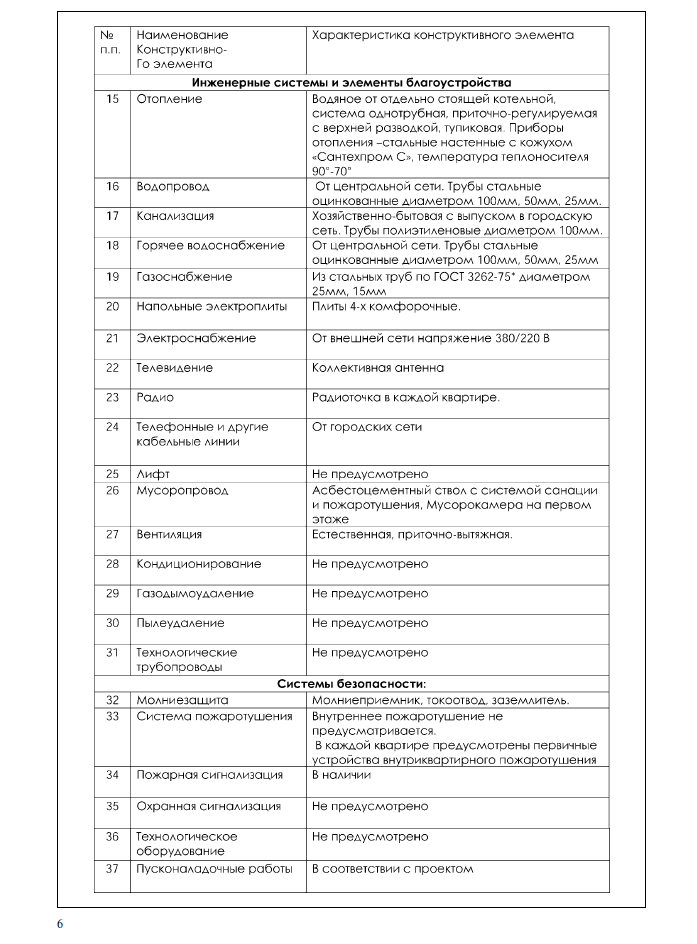 № Наименование Характеристика конструктивного элемента
п.п. Конструктивно-
Го элемента
Инженерные системы и элементы благоустройства
15 Отопление Водяное от отдельно стоящей котельной,
система однотрубная, приточно-регулируемая
с верхней разводкой, тупиковая. Приборы
отопления –стальные настенные с кожухом
«Сантехпром С», температура теплоносителя
90°-70°
16 Водопровод От центральной сети. Трубы стальные
оцинкованные диаметром 100мм, 50мм, 25мм.
17 Канализация Хозяйственно-бытовая с выпуском в городскую
сеть. Трубы полиэтиленовые диаметром 100мм.
18 Горячее водоснабжение От центральной сети. Трубы стальные
оцинкованные диаметром 100мм, 50мм, 25мм
19 Газоснабжение Из стальных труб по ГОСТ 3262-75* диаметром
25мм, 15мм
20 Напольные электроплиты Плиты 4-х комфорочные.
21 Электроснабжение От внешней сети напряжение 380/220 В
22 Телевидение Коллективная антенна
23 Радио Радиоточка в каждой квартире.
24 Телефонные и другие От городских сети
кабельные линии
25 Лифт Не предусмотрено
26 Мусоропровод Асбестоцементный ствол с системой санации
и пожаротушения, Мусорокамера на первом
этаже
27 Вентиляция Естественная, приточно-вытяжная.
28 Кондиционирование Не предусмотрено
29 Газодымоудаление Не предусмотрено
30 Пылеудаление Не предусмотрено
31 Технологические Не предусмотрено
трубопроводы
Системы безопасности:
32 Молниезащита Молниеприемник, токоотвод, заземлитель.
33 Система пожаротушения Внутреннее пожаротушение не
предусматривается.
В каждой квартире предусмотрены первичные
устройства внутриквартирного пожаротушения
34 Пожарная сигнализация В наличии
35 Охранная сигнализация Не предусмотрено
36 Технологическое Не предусмотрено
оборудование
37 Пусконаладочные работы В соответствии с проектом
6